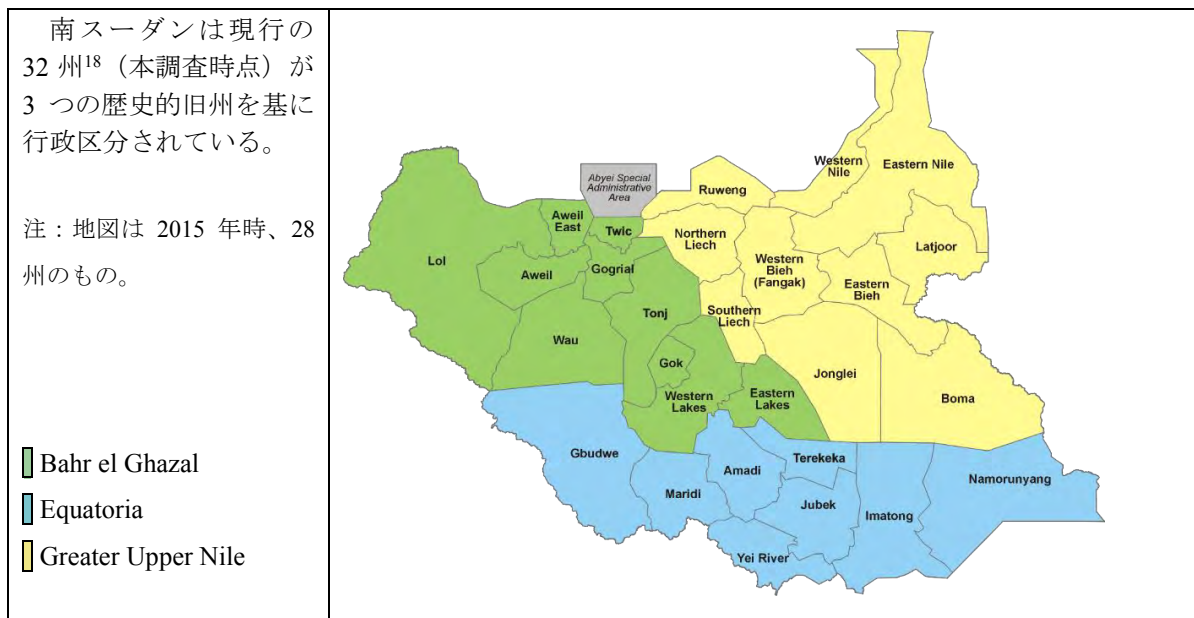 南スーダンは現行の
32 州18（本調査時点）が
3 つの歴史的旧州を基に
行政区分されている。
注：地図は 2015 年時、28
州のもの。
Bahr el Ghazal
Equatoria
Greater Upper Nile
Abyei Special
Administrative
Area
Ruweng
Western
Nile
Eastern Nile
Aweil
East
Twic
Northern
Liech
Latjoor
Lol
Aweil
Gogrial
Western
Bieh
(Fangak)
Eastern
Bieh
Tonj
Southern
Liech
Wau
Gok
Jonglei
Western
Lakes
Eastern
Lakes
Boma
Gbudwe
Amadi
Terekeka
Namorunyang
Maridi
Jubek
Imatong
Yei River